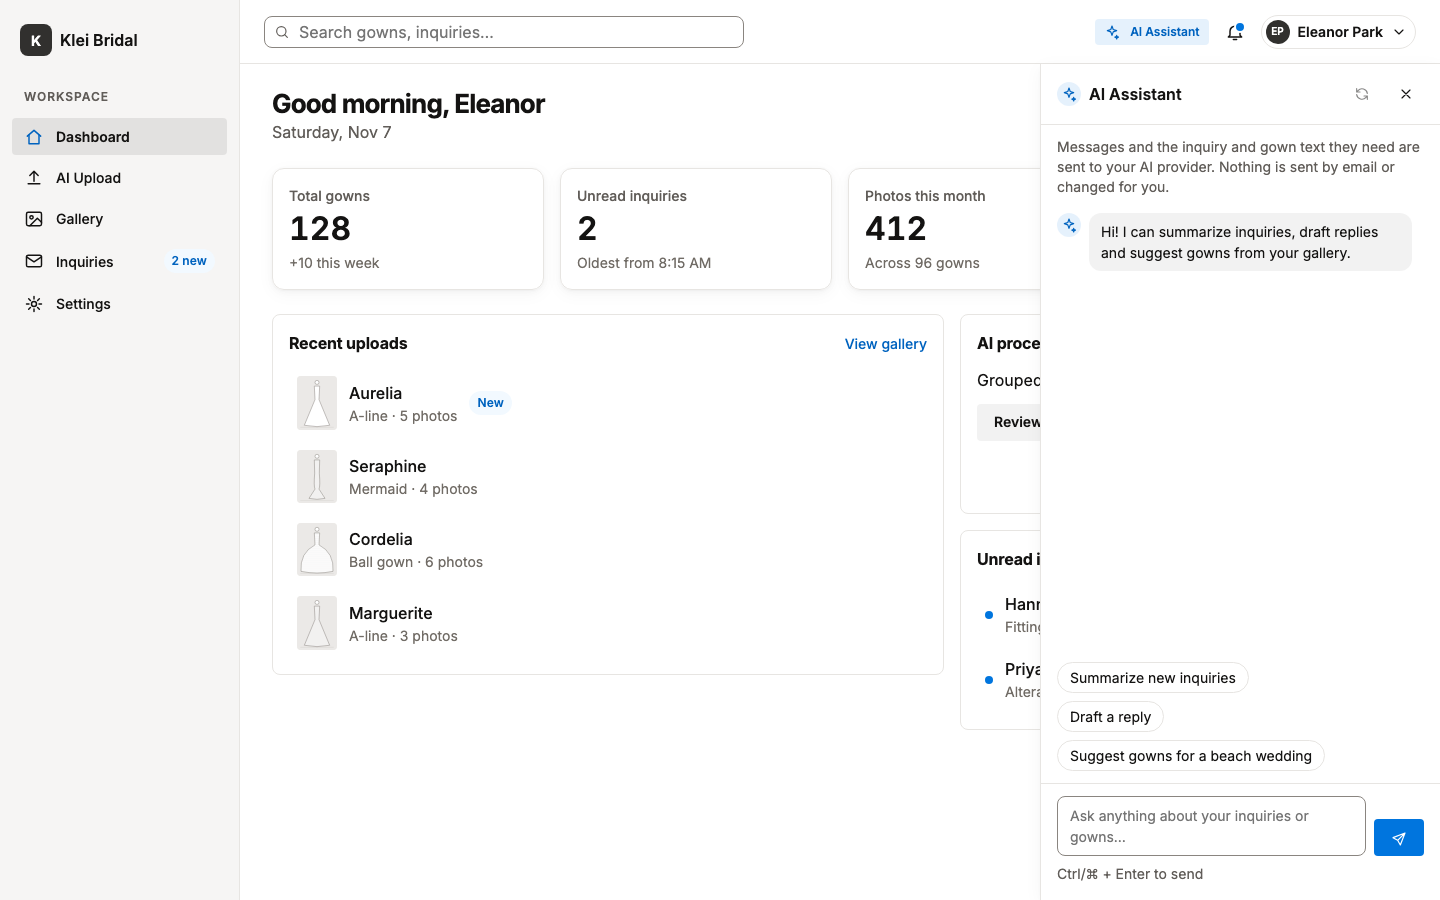 K
Klei Bridal
WORKSPACE
Dashboard
AI Upload
Gallery
Inquiries
2 new
Settings
Search gowns, inquiries...
AI Assistant
EP
Eleanor Park
Good morning, Eleanor
Saturday, Nov 7
Total gowns
128
+10 this week
Unread inquiries
2
Oldest from 8:15 AM
Photos this month
412
Across 96 gowns
Recent uploads
View gallery
Aurelia
A-line · 5 photos
New
Seraphine
Mermaid · 4 photos
Cordelia
Ball gown · 6 photos
Marguerite
A-line · 3 photos
AI proce
Grouped
Review
Unread i
Hann
Fitting
Priya
Altera
AI Assistant
Messages and the inquiry and gown text they need are
sent to your AI provider. Nothing is sent by email or
changed for you.
Hi! I can summarize inquiries, draft replies
and suggest gowns from your gallery.
Summarize new inquiries
Draft a reply
Suggest gowns for a beach wedding
Ask anything about your inquiries or
gowns...
Ctrl/⌘ + Enter to send